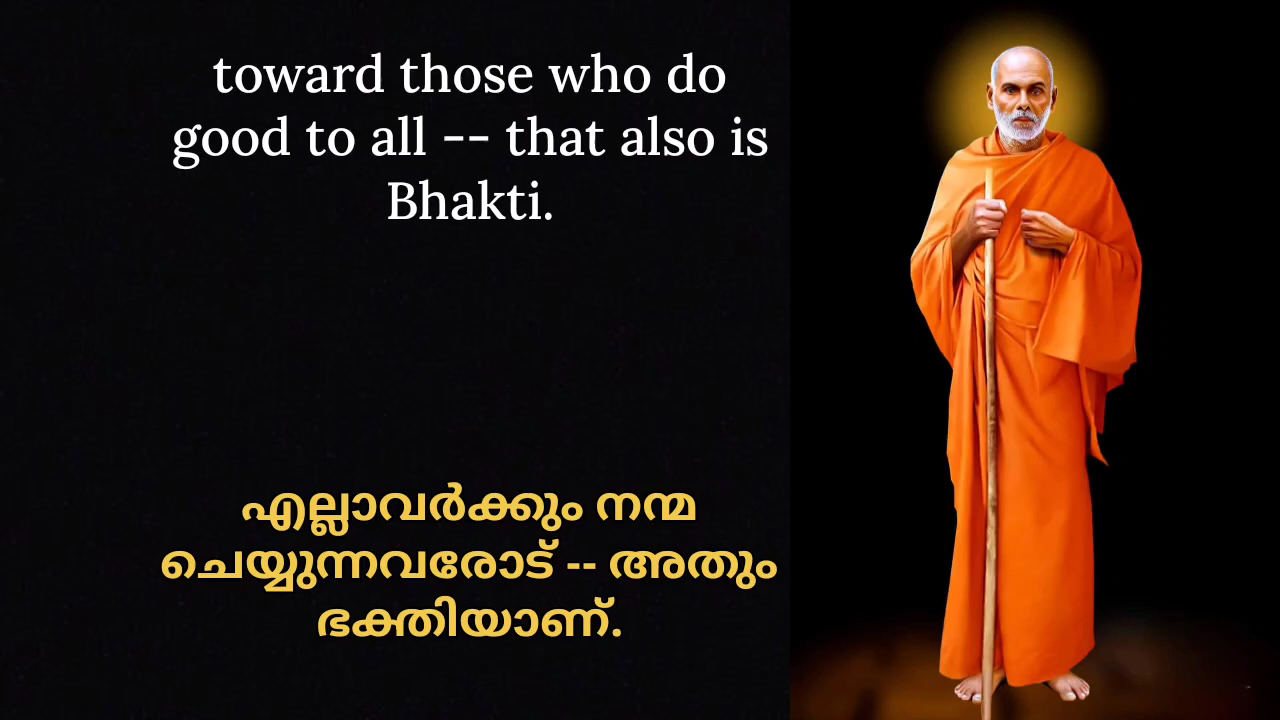 toward those who do
good to all -- that also is
Bhakti.
എല്ലാവർക്കും നന്മ
ചെയ്യുന്നവരോട് -- അതും
ഭക്തിയാണ്.